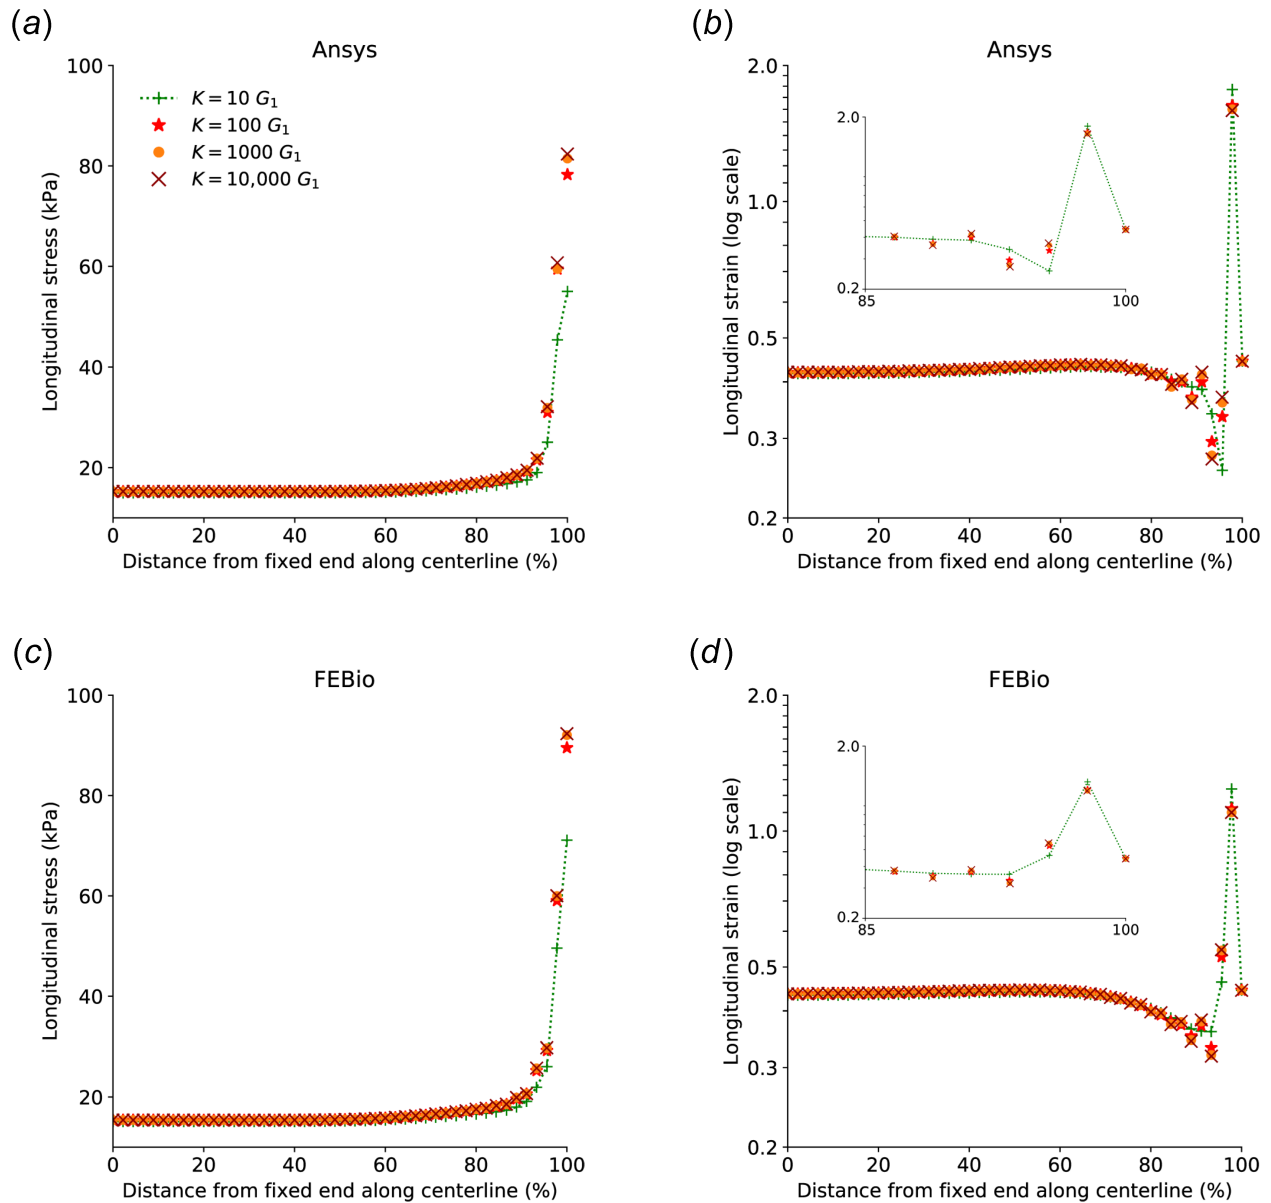 (a)
Ansys
100
80
60
40
20
0 20 40 60 80 100
Longitudinal stress (kPa)
Distance from fixed end along centerline (%)
K = 10 G1
K = 100 G1
K = 1000 G1
K = 10,000 G1
(b)
Ansys
2.0
1.0
0.5
0.3
0.2
0 20 40 60 80 100
Longitudinal strain (log scale)
Distance from fixed end along centerline (%)
2.0
0.2
85 100
(c)
FEBio
100
80
60
40
20
0 20 40 60 80 100
Longitudinal stress (kPa)
Distance from fixed end along centerline (%)
(d)
FEBio
2.0
1.0
0.5
0.3
0.2
0 20 40 60 80 100
Longitudinal strain (log scale)
Distance from fixed end along centerline (%)
2.0
0.2
85 100